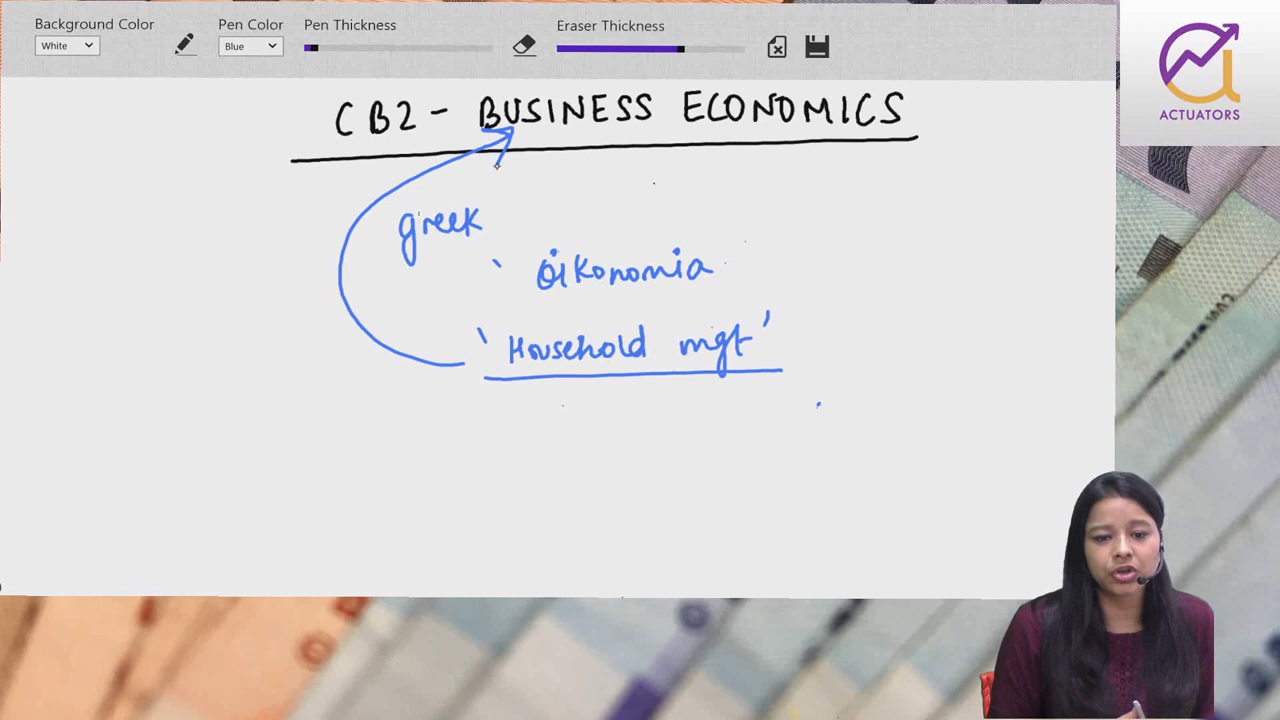 Background Color
White
Pen Color
Blue
Pen Thickness
Eraser Thickness
ACTUATORS
CB2 - BUSINESS ECONOMICS
greek
' Oikonomia
' Household mgt '